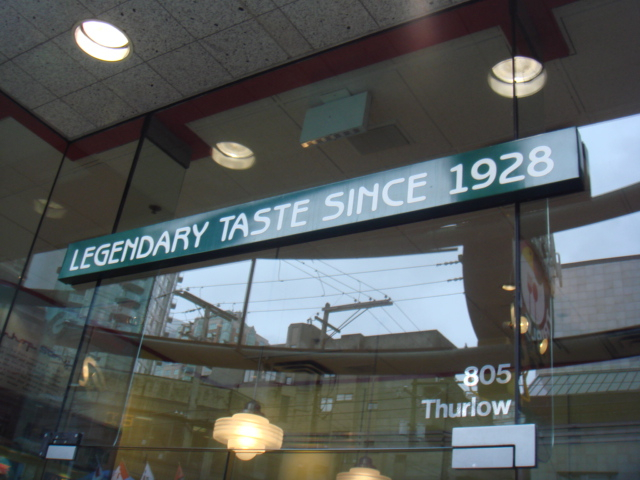 LEGENDARY TASTE SINCE 1928
805
Thurlow